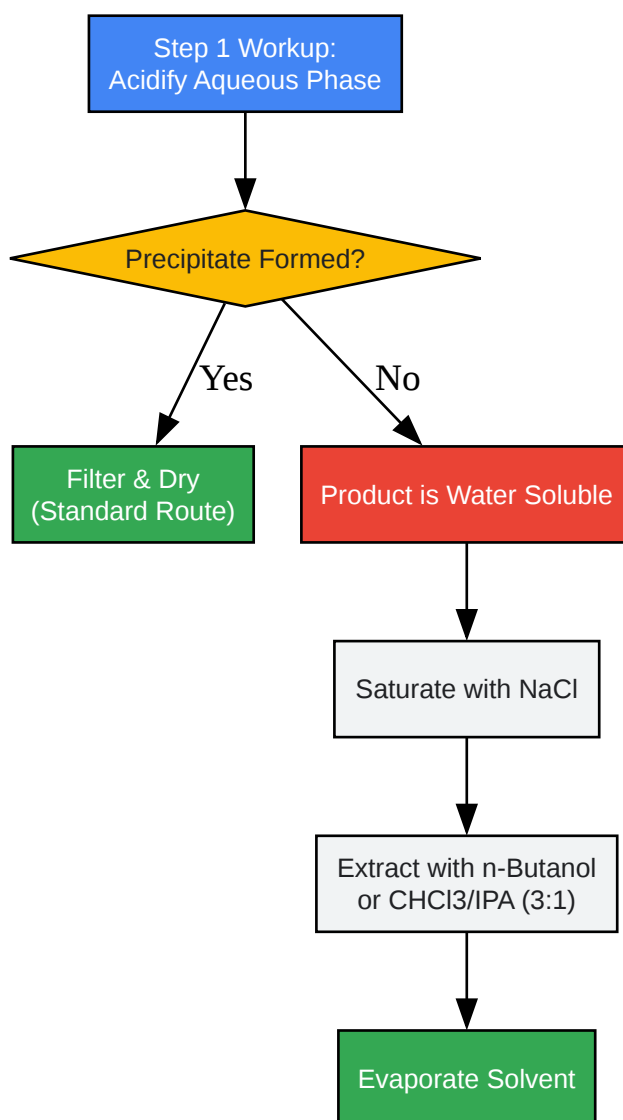 Step 1 Workup:
Acidify Aqueous Phase
Precipitate Formed?
Yes
No
Filter & Dry
(Standard Route)
Product is Water Soluble
Saturate with NaCl
Extract with n-Butanol
or CHCl3/IPA (3:1)
Evaporate Solvent